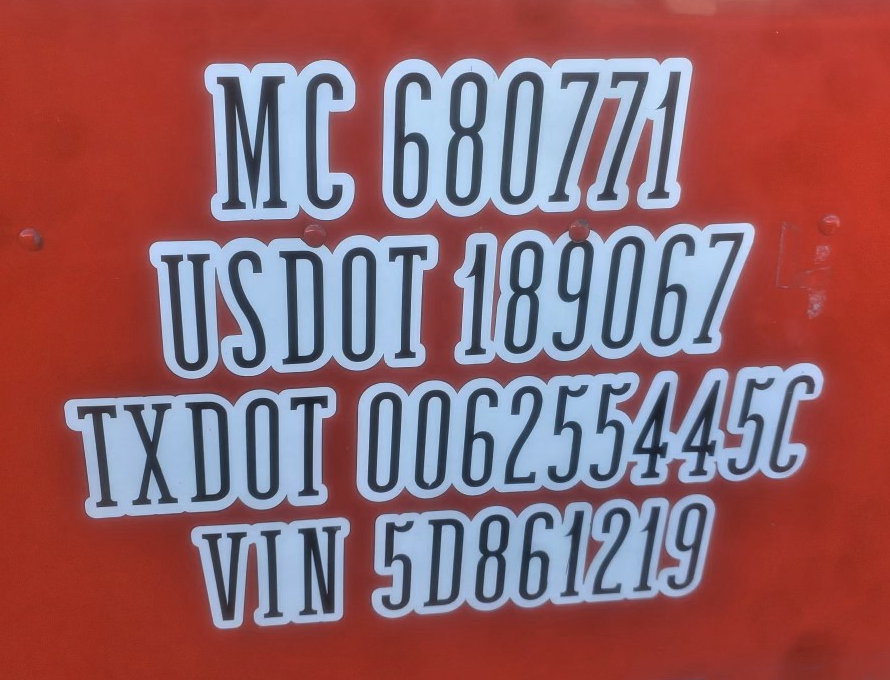 MC 680771
USDOT 189067
TXDOT 006255445C
VIN 5D861219